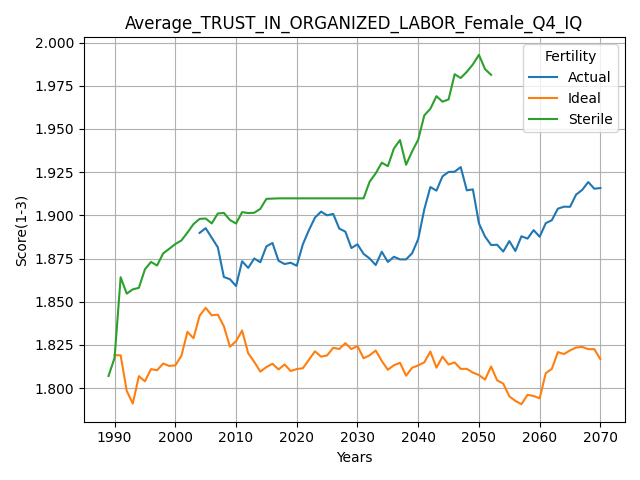 Average_TRUST_IN_ORGANIZED_LABOR_Female_Q4_IQ
2.000
1.975
1.950
1.925
1.900
1.875
1.850
1.825
1.800
Score(1-3)
Fertility
Actual
Ideal
Sterile
1990 2000 2010 2020 2030 2040 2050 2060 2070
Years